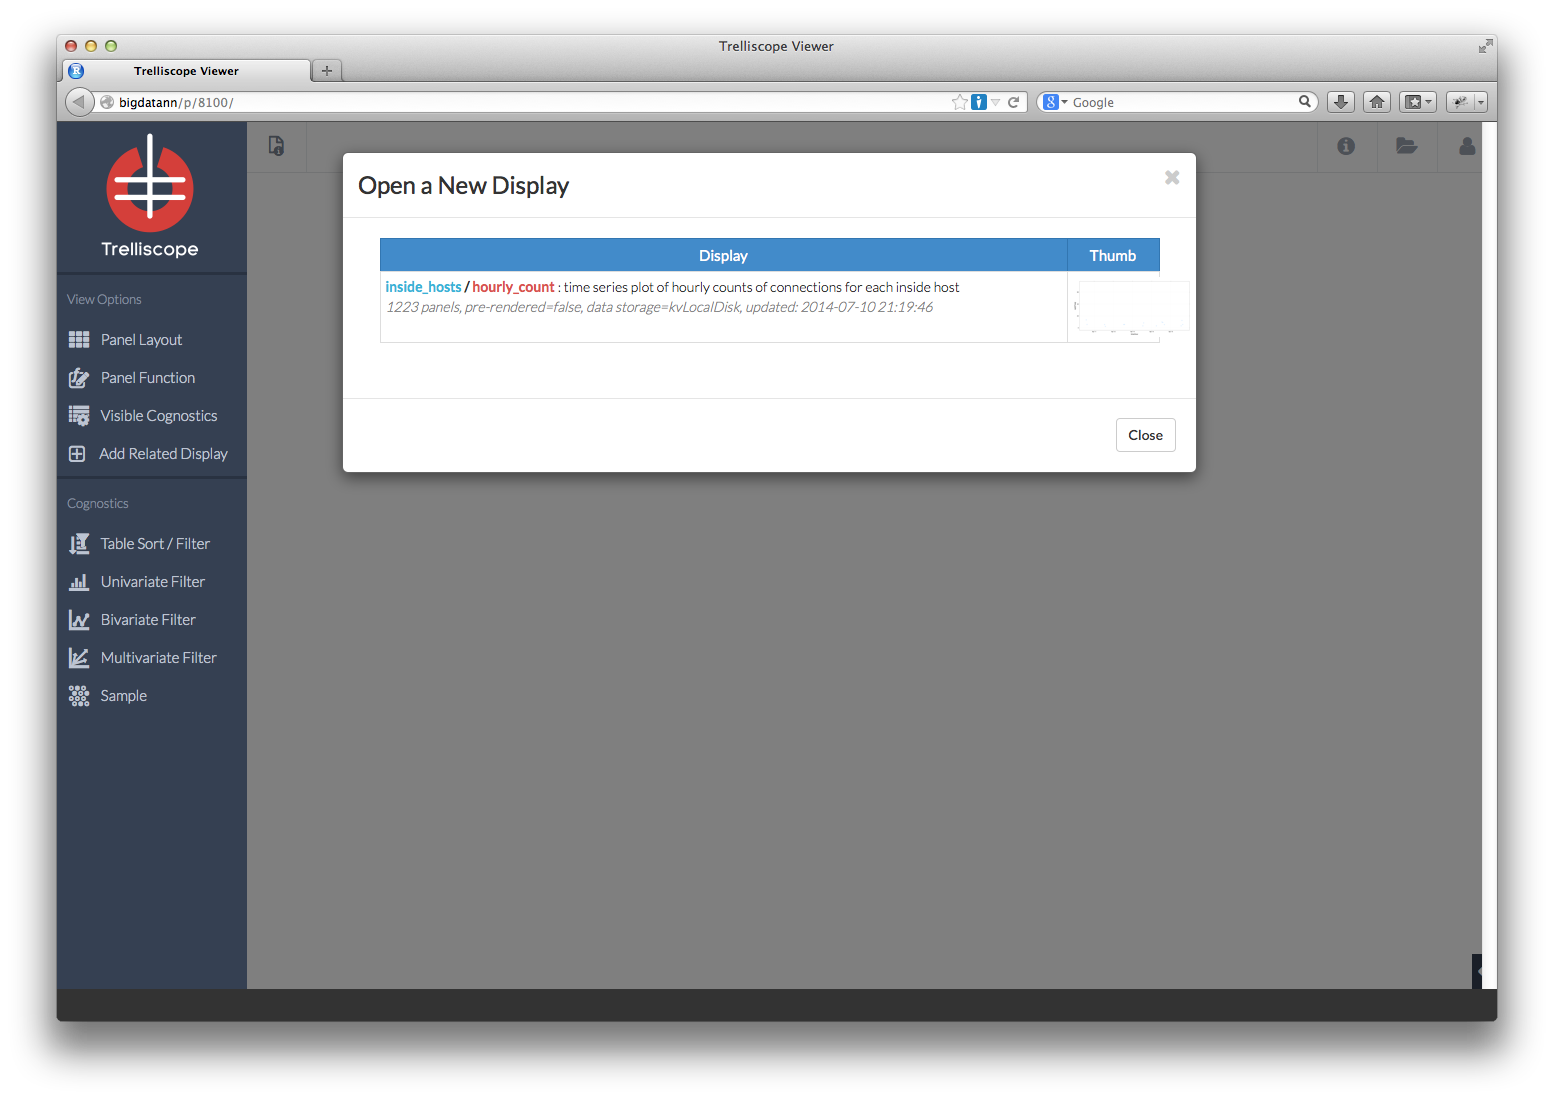 Trelliscope Viewer
Trelliscope Viewer
bigdatann/p/8100/
8 Google
Trelliscope
View Options
Panel Layout
Panel Function
Visible Cognostics
Add Related Display
Cognostics
Table Sort / Filter
Univariate Filter
Bivariate Filter
Multivariate Filter
Sample
Open a New Display
Display Thumb
inside_hosts / hourly_count : time series plot of hourly counts of connections for each inside host
1223 panels, pre-rendered=false, data storage=kvLocalDisk, updated: 2014-07-10 21:19:46
Close